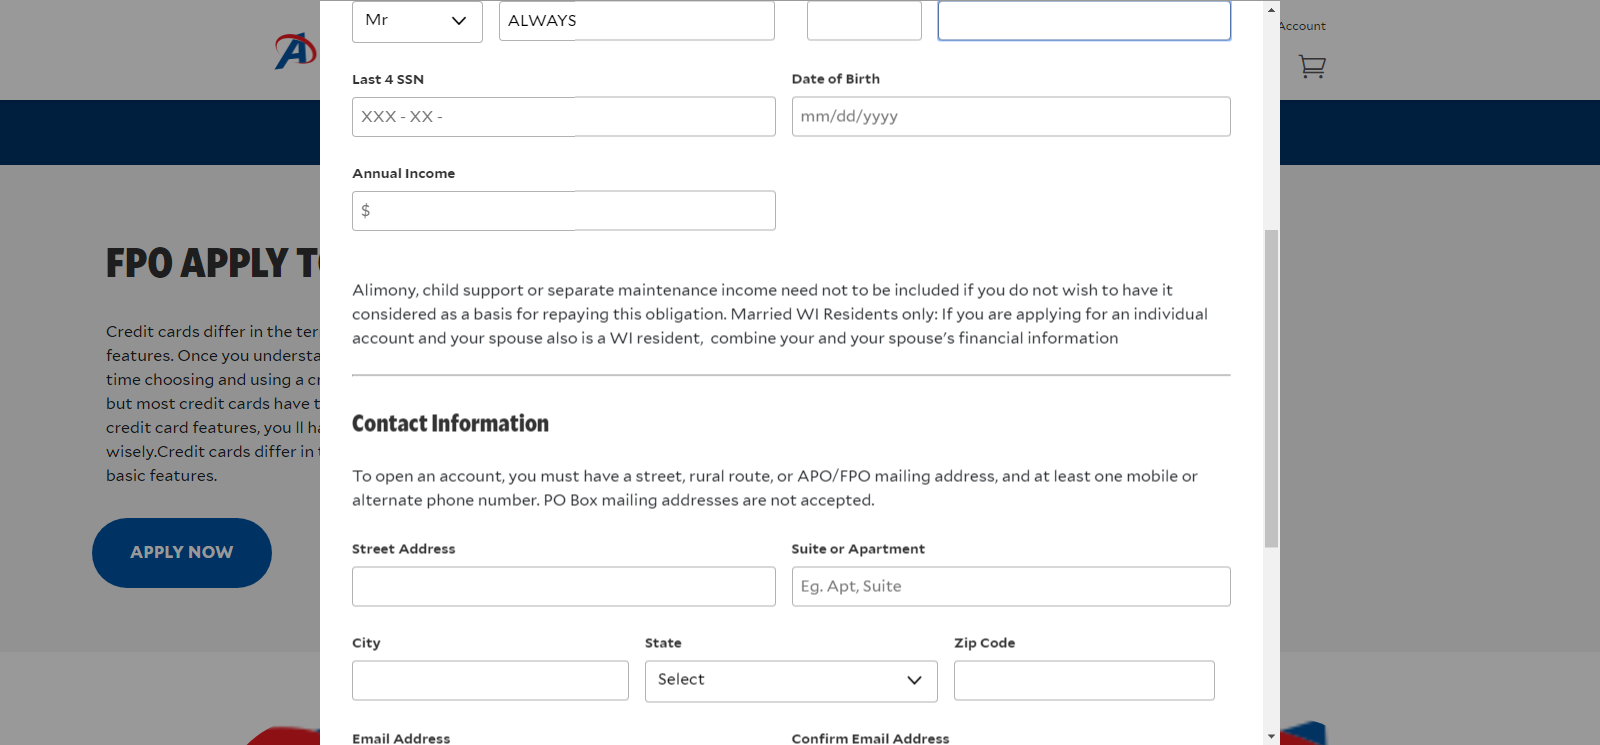 Account
Mr
ALWAYS
Last 4 SSN
Date of Birth
XXX - XX -
mm/dd/yyyy
Annual Income
$
Alimony, child support or separate maintenance income need not to be included if you do not wish to have it
considered as a basis for repaying this obligation. Married WI Residents only: If you are applying for an individual
account and your spouse also is a WI resident, combine your and your spouse's financial information
Contact Information
To open an account, you must have a street, rural route, or APO/FPO mailing address, and at least one mobile or
alternate phone number. PO Box mailing addresses are not accepted.
Street Address
Suite or Apartment
Eg. Apt, Suite
City
State
Zip Code
Select
Email Address
Confirm Email Address
FPO APPLY
Credit cards differ in the
features. Once you
time choosing and using a
but most credit cards have
credit card features, you ll
wisely.Credit cards differ in
basic features.
APPLY NOW